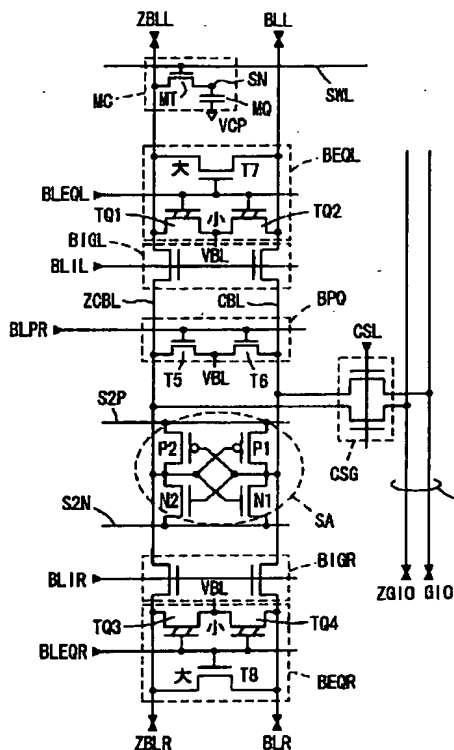 ZBLL BLL
SN
MC MT MQ SWL
VCP
BEQL
大 T7
BLEQL
TQ1 小 TQ2
BIGL VBL
BLIL
ZCBL CBL
BPQ
BLPR
CSL
T5 VBL T6
S2P
P2 P1
CSG
N2 N1
S2N SA
BIGR
BLIR VBL
ZGIO GIO
TQ3 小 TQ4
BLEQR
大 T8
BEQR
ZBLR BLR